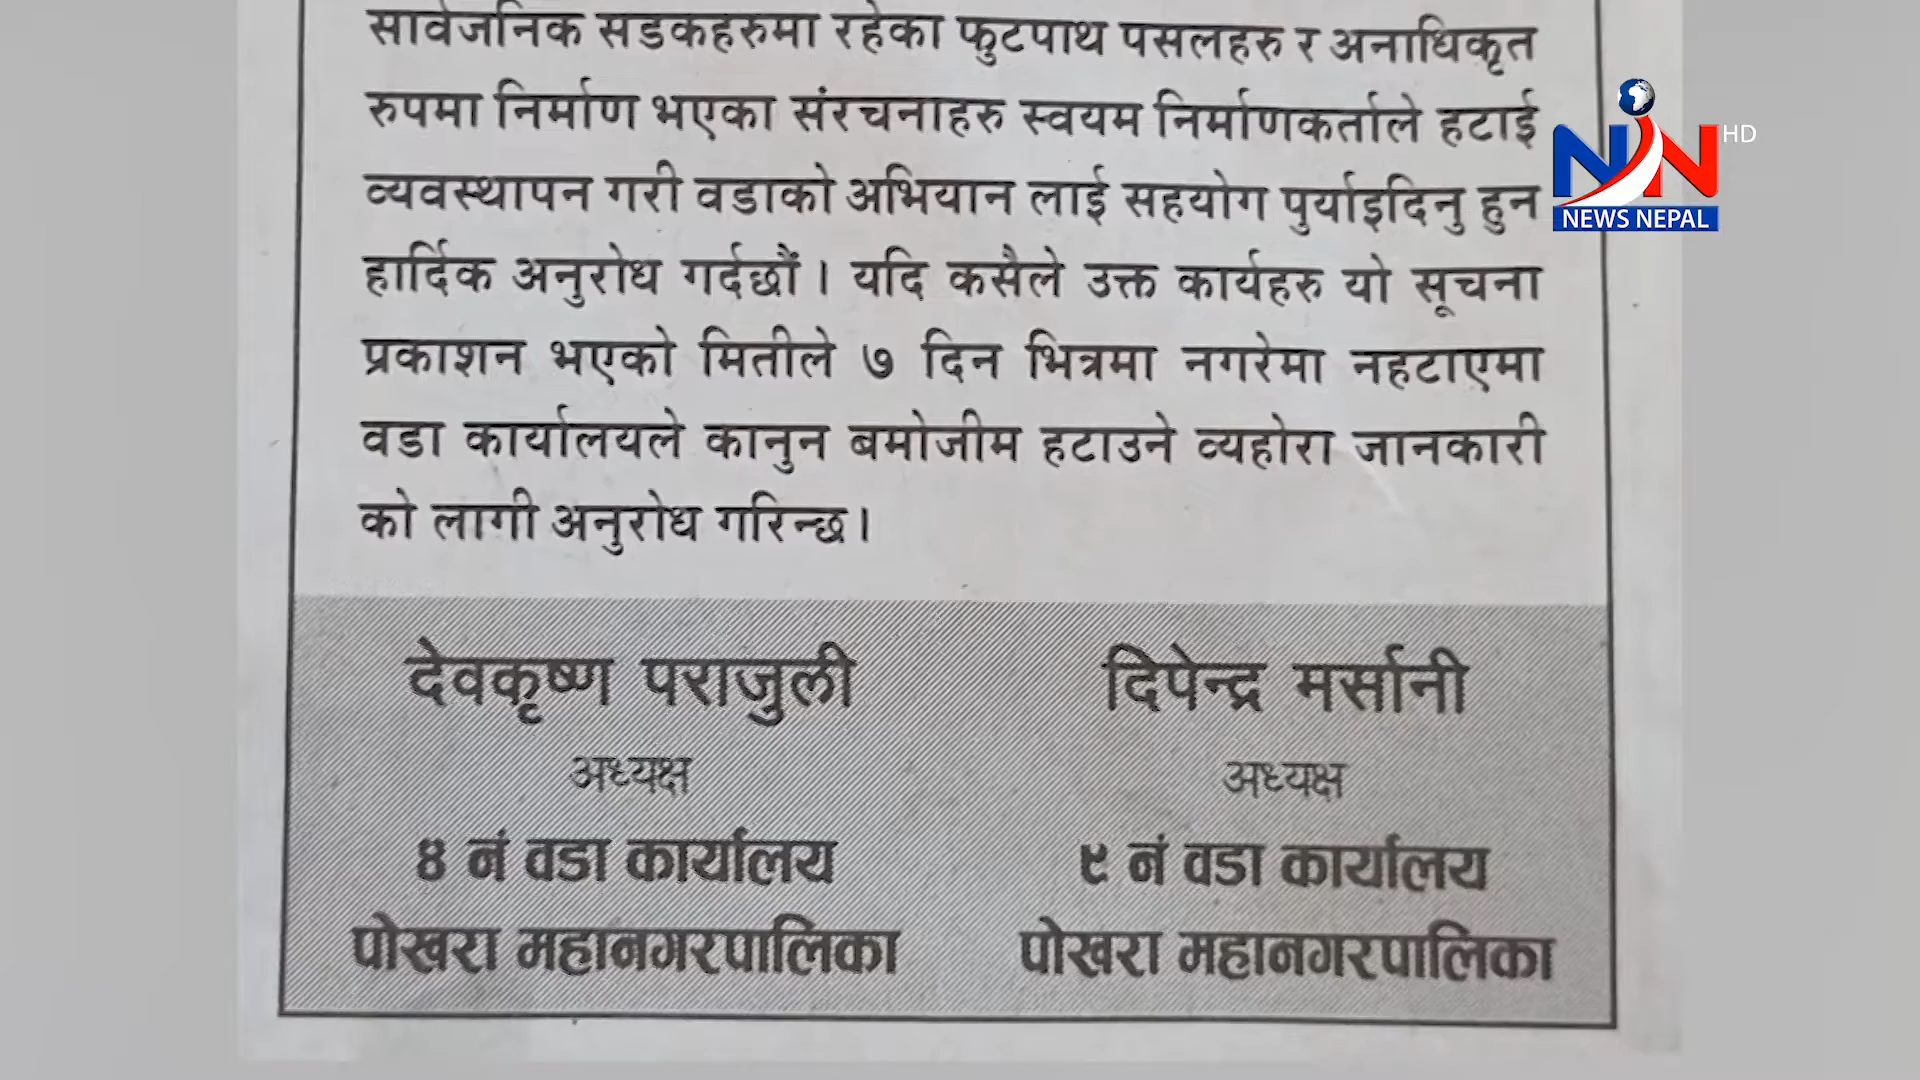 सार्वजनिक सडकहरुमा रहेका फुटपाथ पसलहरु र अनाधिकृत
रुपमा निर्माण भएका संरचनाहरु स्वयम निर्माणकर्ताले हटाई
व्यवस्थापन गरी वडाको अभियान लाई सहयोग पुर्याइदिनु हुन
हार्दिक अनुरोध गर्दछौं । यदि कसैले उक्त कार्यहरु यो सूचना
प्रकाशन भएको मितीले ७ दिन भित्रमा नगरेमा नहटाएमा
वडा कार्यालयले कानुन बमोजीम हटाउने व्यहोरा जानकारी
को लागी अनुरोध गरिन्छ ।
देवकृष्ण पराजुली
अध्यक्ष
४ नं वडा कार्यालय
पोखरा महानगरपालिका
दिपेन्द्र मर्सानी
अध्यक्ष
९ नं वडा कार्यालय
पोखरा महानगरपालिका
NN HD
NEWS NEPAL